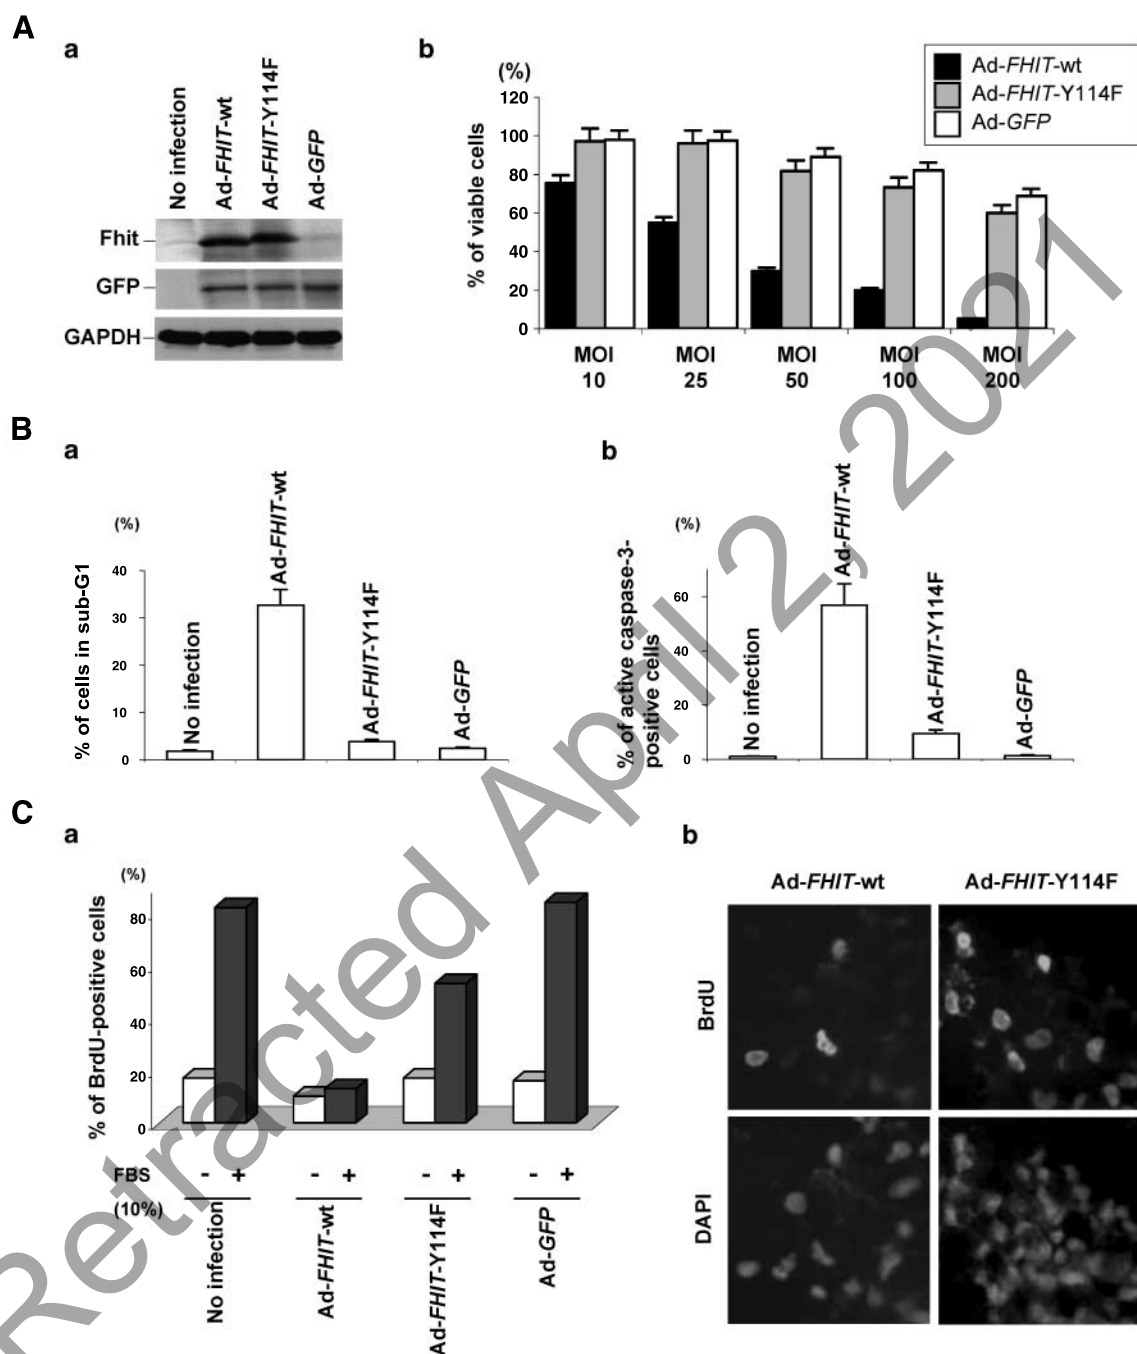 A
a
No infection
Ad-FHIT-wt
Ad-FHIT-Y114F
Ad-GFP
Fhit
GFP
GAPDH
b
(%)
% of viable cells
120
100
80
60
40
20
0
MOI 10
MOI 25
MOI 50
MOI 100
MOI 200
Ad-FHIT-wt
Ad-FHIT-Y114F
Ad-GFP
B
a
(%)
% of cells in sub-G1
40
30
20
10
0
No infection
Ad-FHIT-wt
Ad-FHIT-Y114F
Ad-GFP
b
(%)
% of active caspase-3-
positive cells
60
40
20
0
No infection
Ad-FHIT-wt
Ad-FHIT-Y114F
Ad-GFP
C
a
(%)
% of BrdU-positive cells
80
60
40
20
0
FBS - + - + - + - +
(10%)
No infection
Ad-FHIT-wt
Ad-FHIT-Y114F
Ad-GFP
b
Ad-FHIT-wt
Ad-FHIT-Y114F
BrdU
DAPI
Retracted April 2, 2021